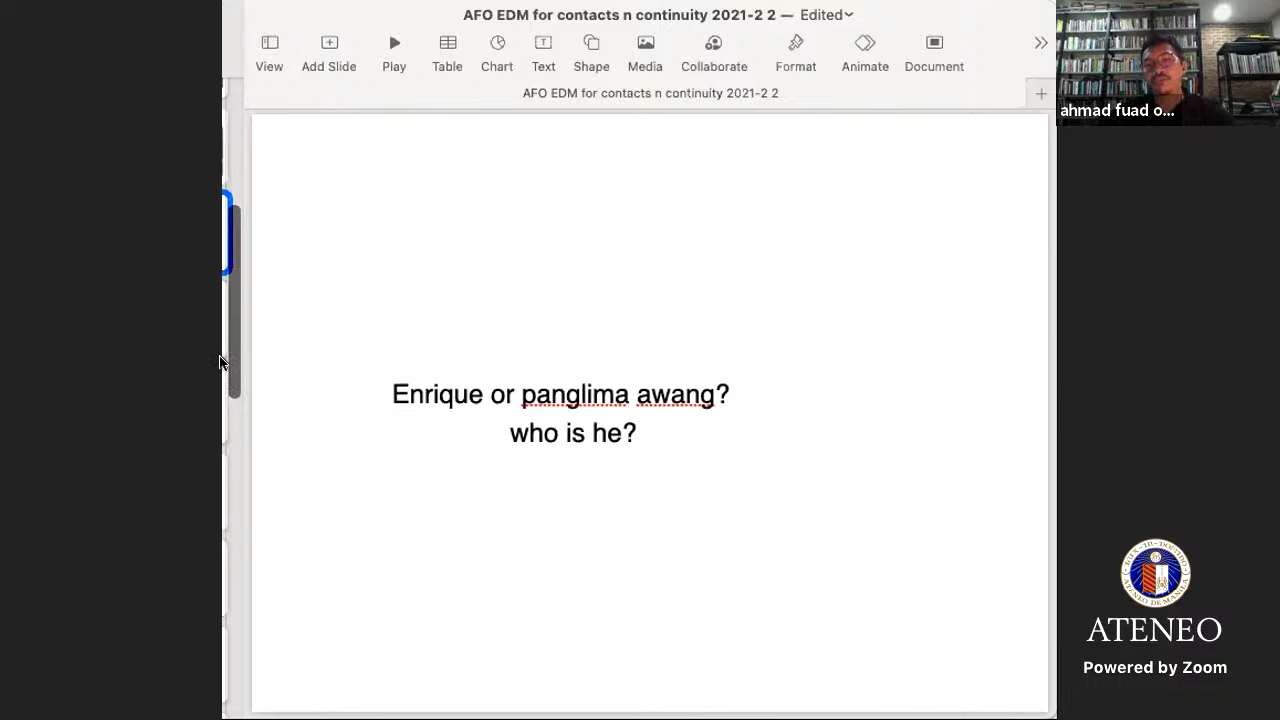 AFO EDM for contacts n continuity 2021-2 2 — Edited
View Add Slide Play Table Chart Text Shape Media Collaborate Format Animate Document
AFO EDM for contacts n continuity 2021-2 2
ahmad fuad o...
Enrique or panglima awang?
who is he?
ATENEO
Powered by Zoom